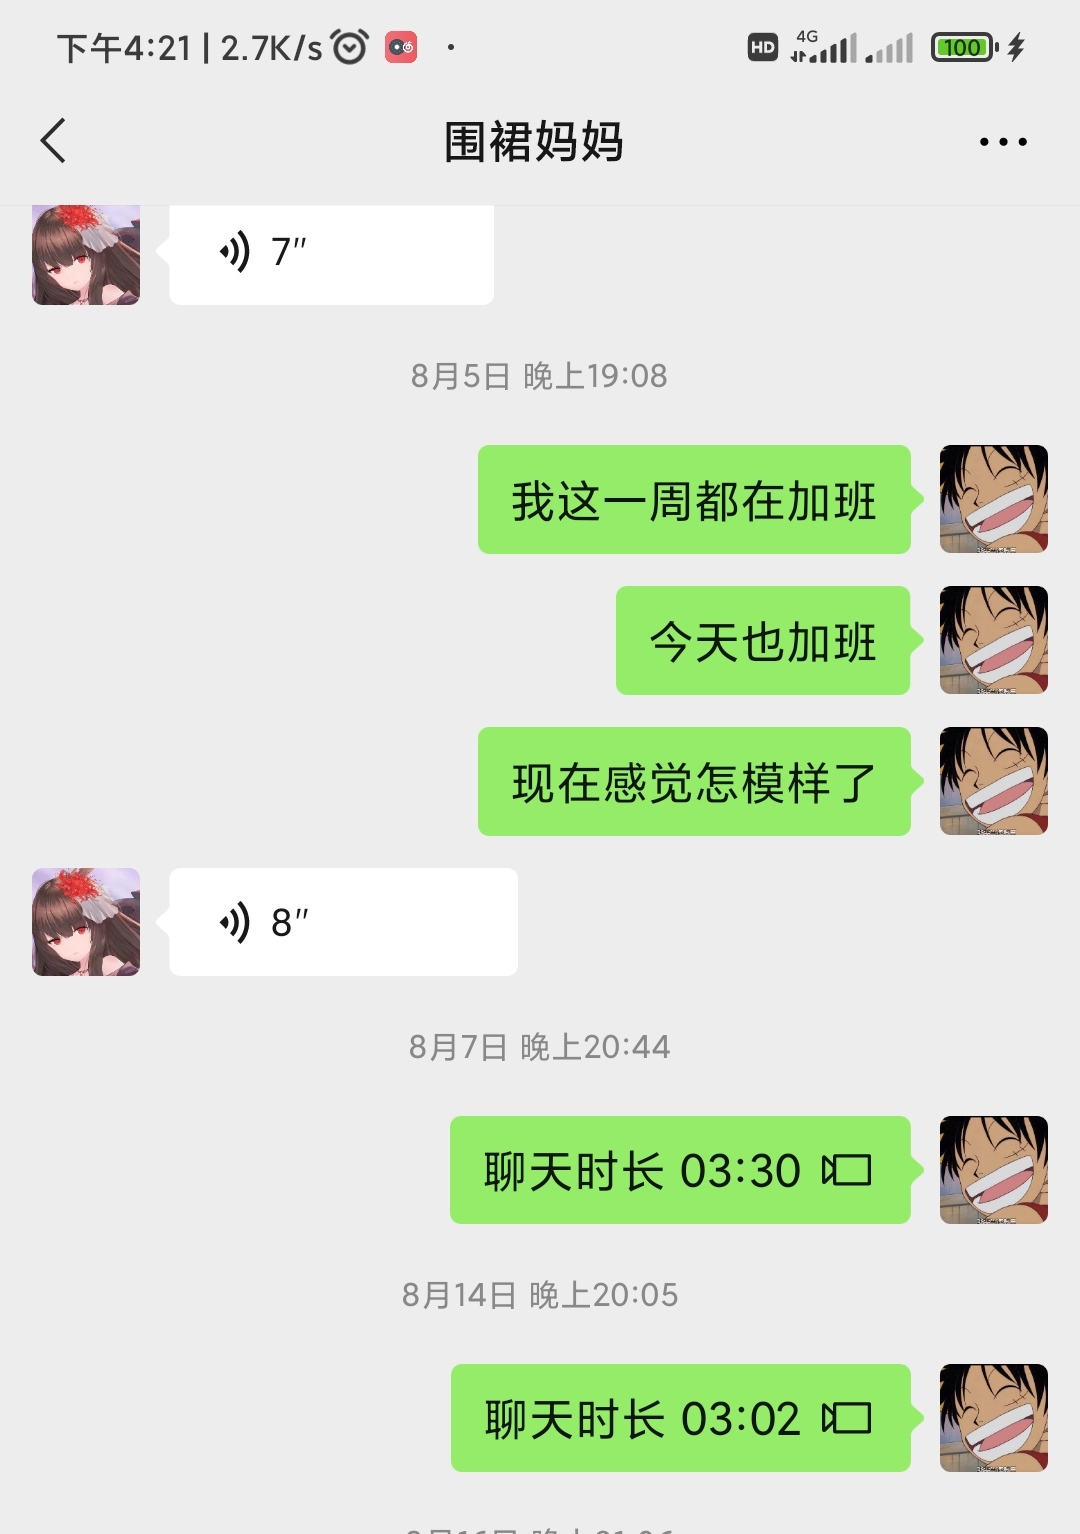 下午4:21 | 2.7K/s
HD 4G 100
围裙妈妈
7"
8月5日 晚上19:08
我这一周都在加班
今天也加班
现在感觉怎模样了
8"
8月7日 晚上20:44
聊天时长 03:30
8月14日 晚上20:05
聊天时长 03:02